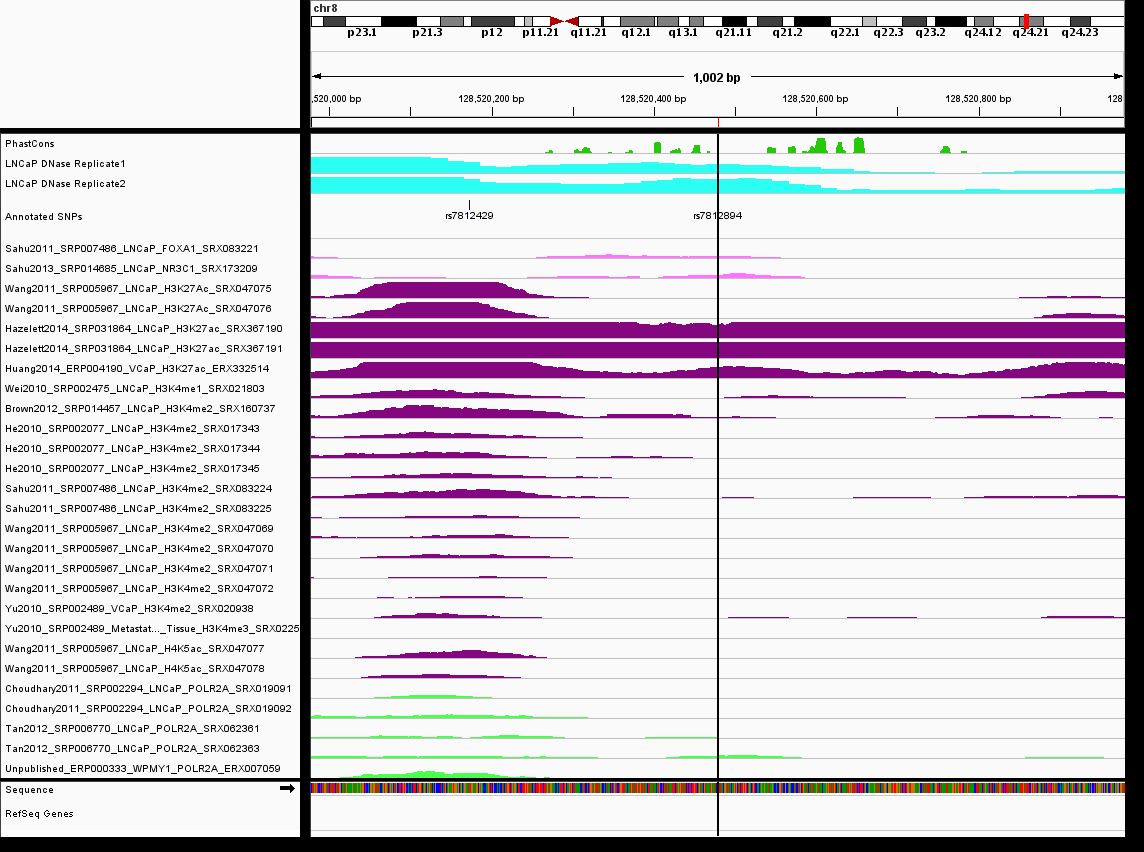 chr8
p23.1 p21.3 p12 p11.21 q11.21 q12.1 q13.1 q21.11 q21.2 q22.1 q22.3 q23.2 q24.12 q24.21 q24.23
1,002 bp
,520,000 bp 128,520,200 bp 128,520,400 bp 128,520,600 bp 128,520,800 bp 128
PhastCons
LNCaP DNase Replicate1
LNCaP DNase Replicate2
Annotated SNPs rs7812429 rs7812894
Sahu2011_SRP007486_LNCaP_FOXA1_SRX083221
Sahu2013_SRP014685_LNCaP_NR3C1_SRX173209
Wang2011_SRP005967_LNCaP_H3K27Ac_SRX047075
Wang2011_SRP005967_LNCaP_H3K27Ac_SRX047076
Hazelett2014_SRP031864_LNCaP_H3K27ac_SRX367190
Hazelett2014_SRP031864_LNCaP_H3K27ac_SRX367191
Huang2014_ERP004190_VCaP_H3K27ac_ERX332514
Wei2010_SRP002475_LNCaP_H3K4me1_SRX021803
Brown2012_SRP014457_LNCaP_H3K4me2_SRX160737
He2010_SRP002077_LNCaP_H3K4me2_SRX017343
He2010_SRP002077_LNCaP_H3K4me2_SRX017344
He2010_SRP002077_LNCaP_H3K4me2_SRX017345
Sahu2011_SRP007486_LNCaP_H3K4me2_SRX083224
Sahu2011_SRP007486_LNCaP_H3K4me2_SRX083225
Wang2011_SRP005967_LNCaP_H3K4me2_SRX047069
Wang2011_SRP005967_LNCaP_H3K4me2_SRX047070
Wang2011_SRP005967_LNCaP_H3K4me2_SRX047071
Wang2011_SRP005967_LNCaP_H3K4me2_SRX047072
Yu2010_SRP002489_VCaP_H3K4me2_SRX020938
Yu2010_SRP002489_Metastat..._Tissue_H3K4me3_SRX0225
Wang2011_SRP005967_LNCaP_H4K5ac_SRX047077
Wang2011_SRP005967_LNCaP_H4K5ac_SRX047078
Choudhary2011_SRP002294_LNCaP_POLR2A_SRX019091
Choudhary2011_SRP002294_LNCaP_POLR2A_SRX019092
Tan2012_SRP006770_LNCaP_POLR2A_SRX062361
Tan2012_SRP006770_LNCaP_POLR2A_SRX062363
Unpublished_ERP000333_WPMY1_POLR2A_ERX007059
Sequence
RefSeq Genes